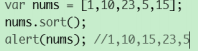 var nums = [1,10,23,5,15];
nums.sort();
alert(nums); //1,10,15,23,5